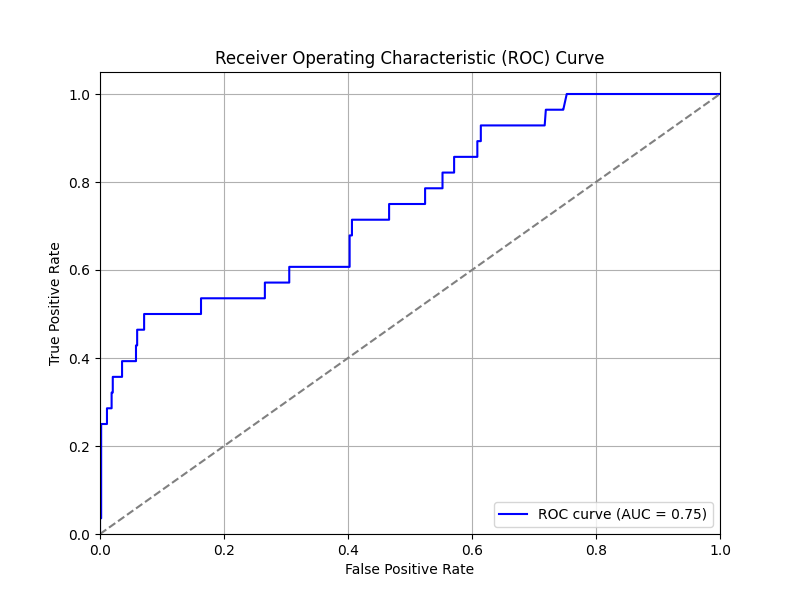 Receiver Operating Characteristic (ROC) Curve
1.0
0.8
0.6
0.4
0.2
0.0
True Positive Rate
ROC curve (AUC = 0.75)
0.0 0.2 0.4 0.6 0.8 1.0
False Positive Rate